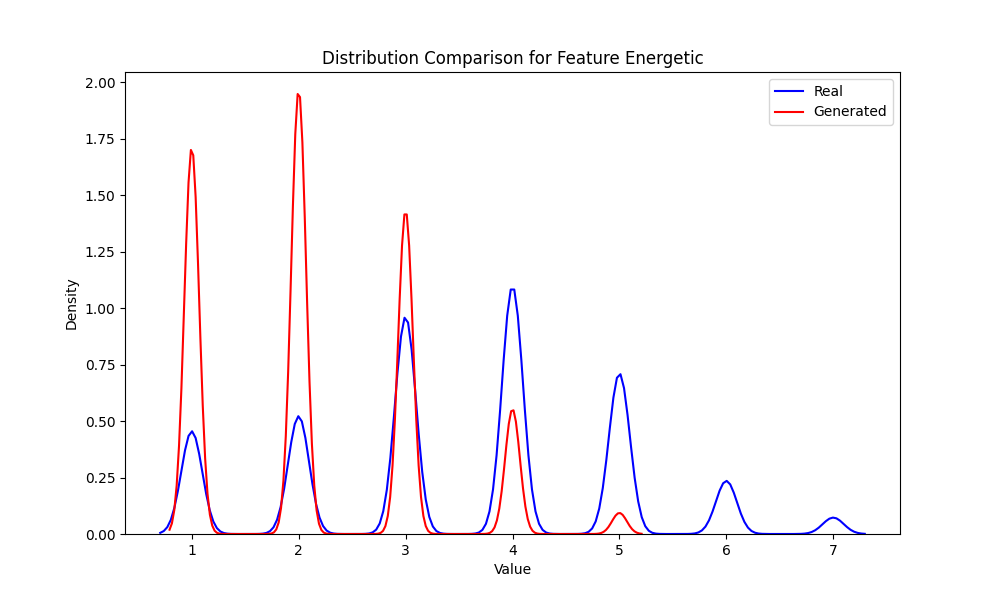 Distribution Comparison for Feature Energetic
Real
Generated
Density
2.00
1.75
1.50
1.25
1.00
0.75
0.50
0.25
0.00
1 2 3 4 5 6 7
Value